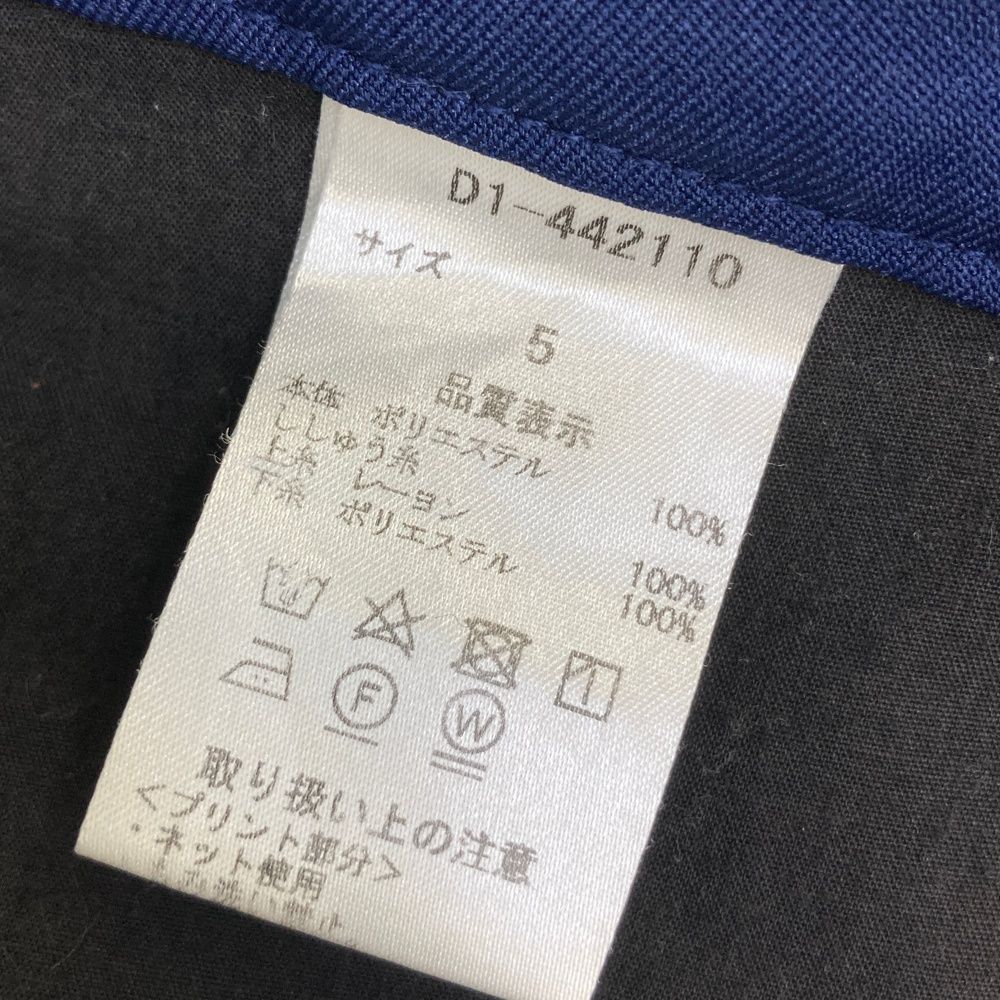 D1-442110
サイズ
5
品質表示
本体 ポリエステル 100%
ししゅう糸
上糸 レーヨン 100%
下糸 ポリエステル 100%
F
W
取り扱い上の注意
<プリント部分>
・ネット使用